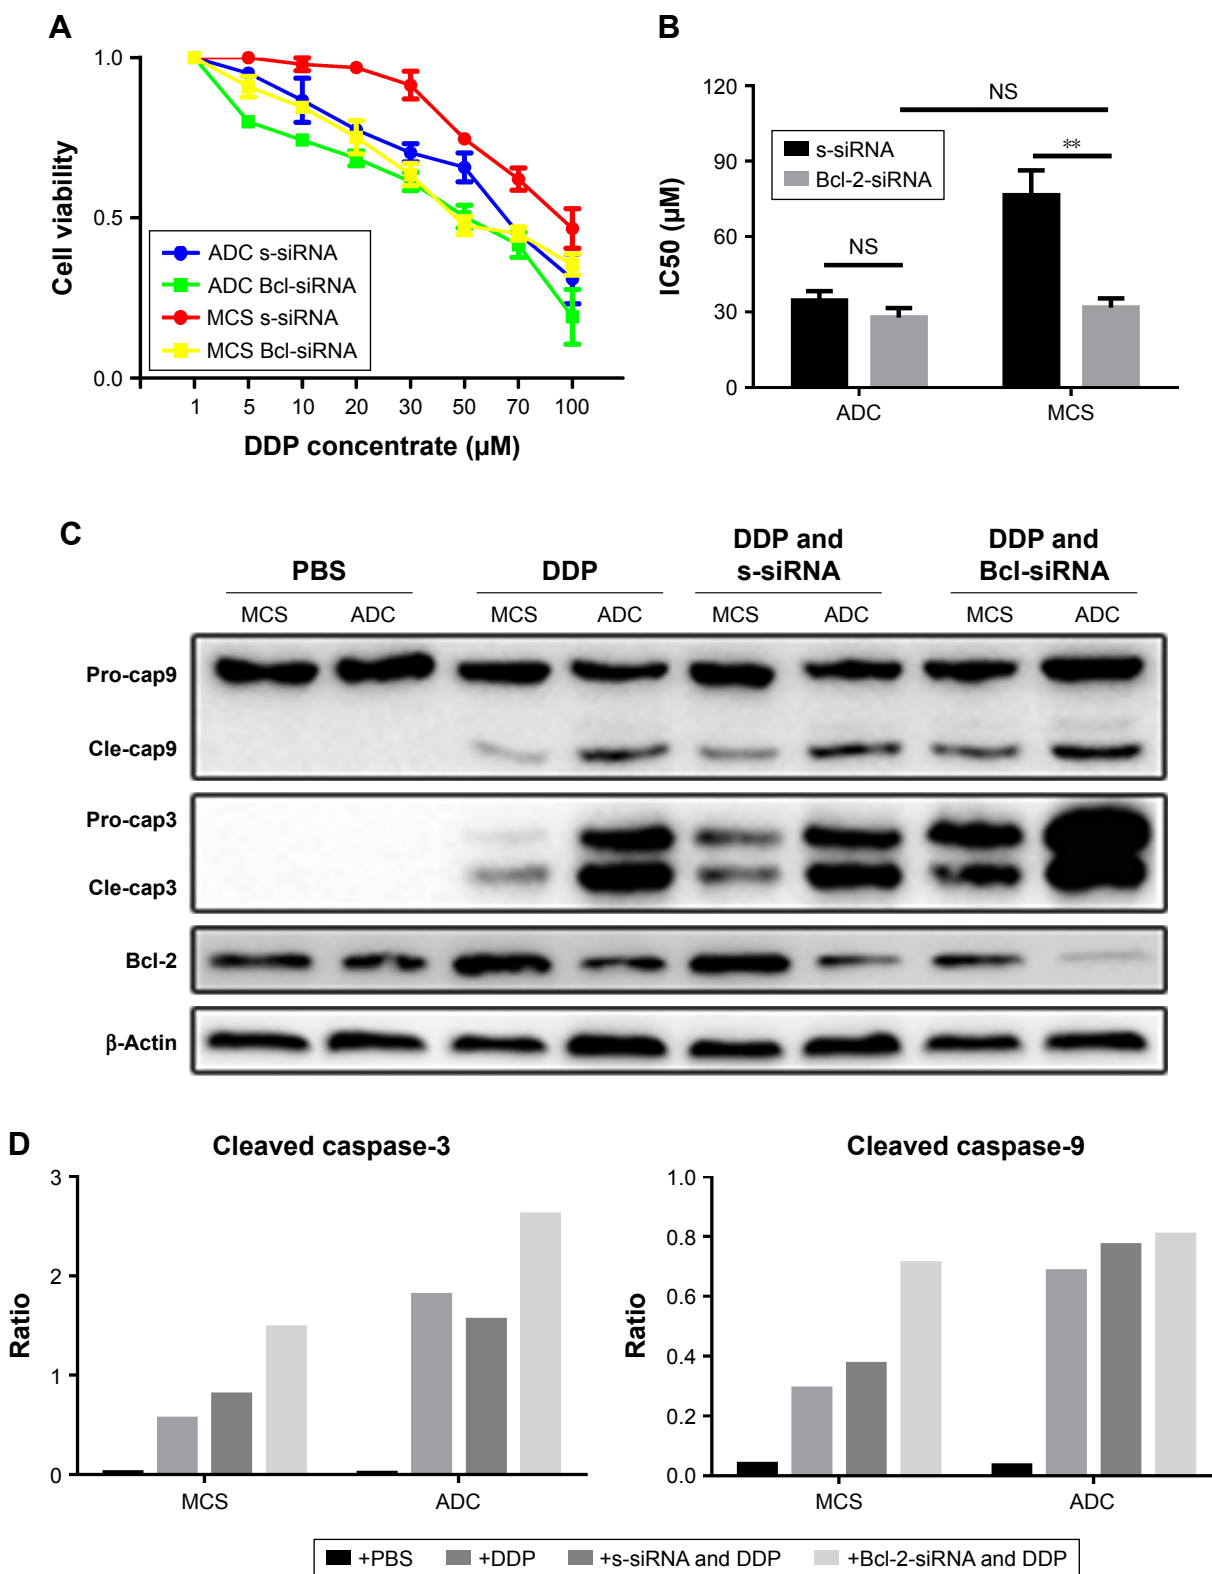 A
1.0
0.5
0.0
Cell viability
ADC s-siRNA
ADC Bcl-siRNA
MCS s-siRNA
MCS Bcl-siRNA
1 5 10 20 30 50 70 100
DDP concentrate (µM)
B
120
90
60
30
0
IC50 (µM)
s-siRNA
Bcl-2-siRNA
NS
NS
**
ADC MCS
C
PBS
DDP
DDP and
s-siRNA
DDP and
Bcl-siRNA
MCS ADC MCS ADC MCS ADC MCS ADC
Pro-cap9
Cle-cap9
Pro-cap3
Cle-cap3
Bcl-2
β-Actin
D
Cleaved caspase-3
3
2
1
0
Ratio
MCS ADC
Cleaved caspase-9
1.0
0.8
0.6
0.4
0.2
0.0
Ratio
MCS ADC
+PBS +DDP +s-siRNA and DDP +Bcl-2-siRNA and DDP